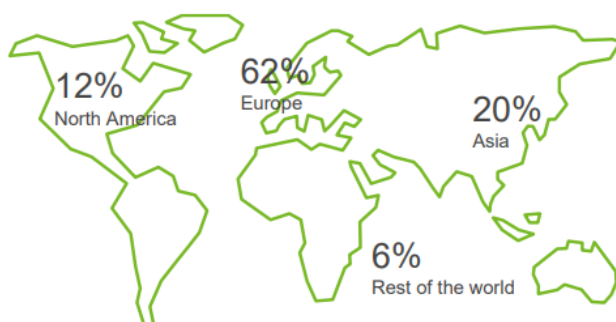 12%
North America
62%
Europe
20%
Asia
6%
Rest of the world